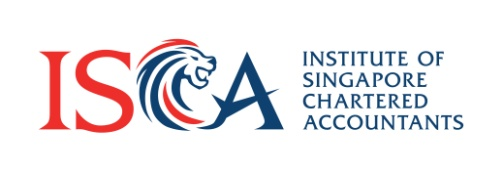 ISCA
INSTITUTE OF
SINGAPORE
CHARTERED
ACCOUNTANTS